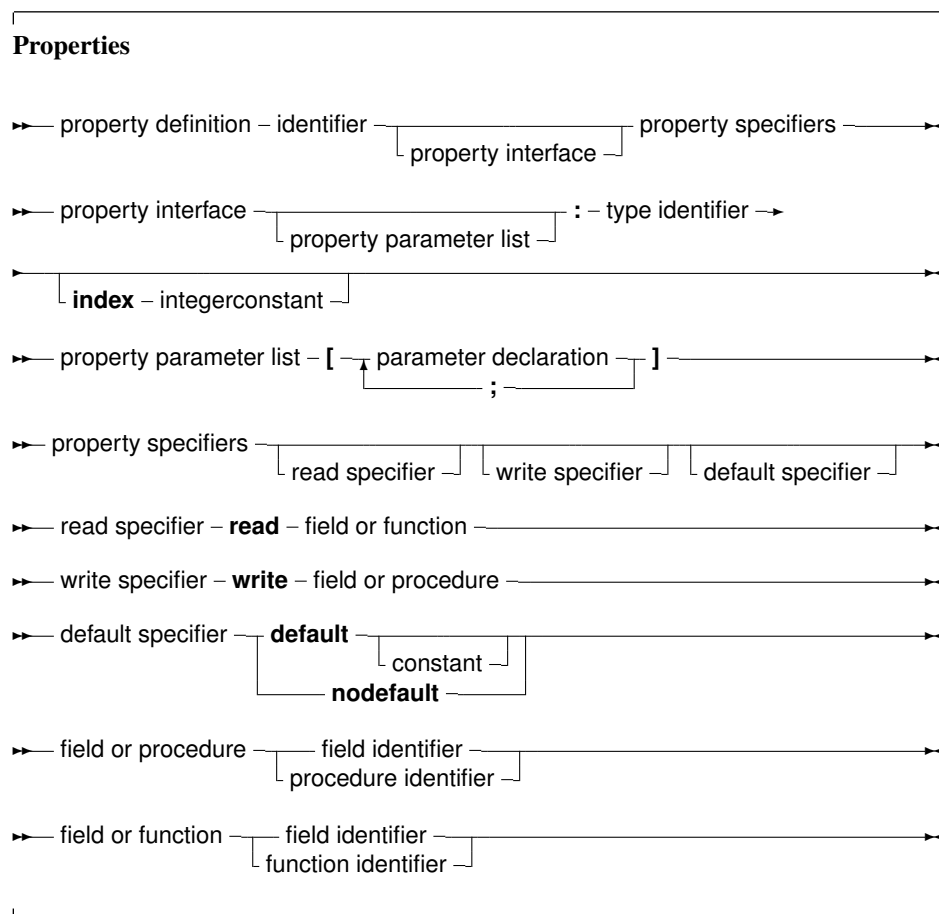 Properties
property definition identifier property specifiers
property interface
property interface : type identifier
property parameter list
index integerconstant
property parameter list [ parameter declaration ]
;
property specifiers
read specifier write specifier default specifier
read specifier read field or function
write specifier write field or procedure
default specifier default
constant
nodefault
field or procedure field identifier
procedure identifier
field or function field identifier
function identifier